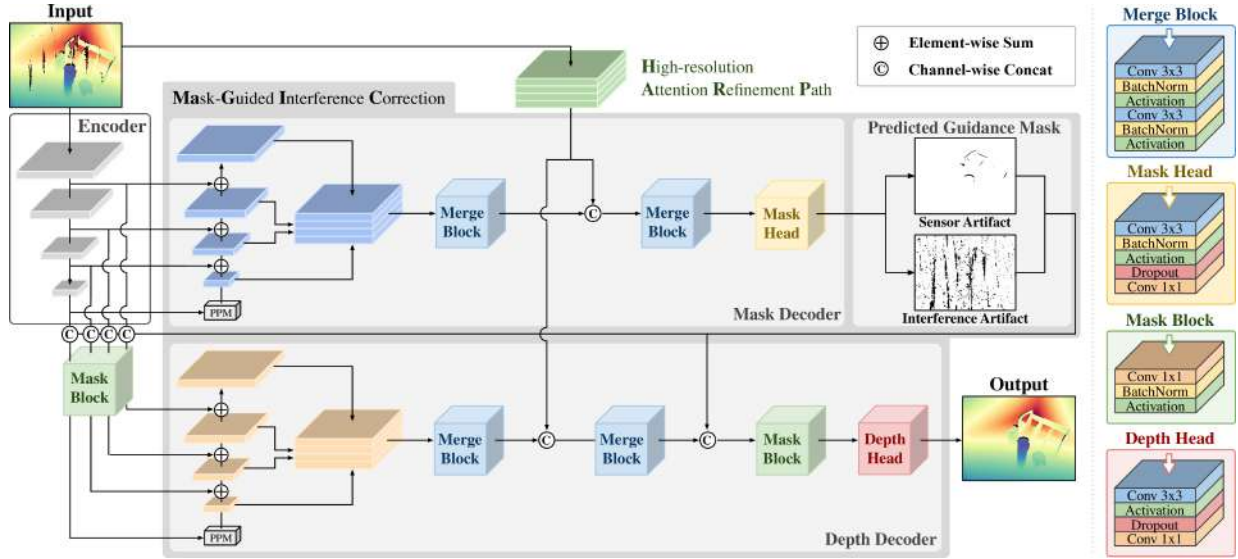 Input
Encoder
Mask-Guided Interference Correction
High-resolution
Attention Refinement Path
⊕ Element-wise Sum
Ⓒ Channel-wise Concat
Merge
Block
C
Merge
Block
Mask
Head
PPM
Mask Decoder
Predicted Guidance Mask
Sensor Artifact
Interference Artifact
C C C C
Mask
Block
Merge
Block
C
Merge
Block
C
Mask
Block
Depth
Head
PPM
Depth Decoder
Output
Merge Block
Conv 3x3
BatchNorm
Activation
Conv 3x3
BatchNorm
Activation
Mask Head
Conv 3x3
BatchNorm
Activation
Dropout
Conv 1x1
Mask Block
Conv 1x1
BatchNorm
Activation
Depth Head
Conv 3x3
Activation
Dropout
Conv 1x1